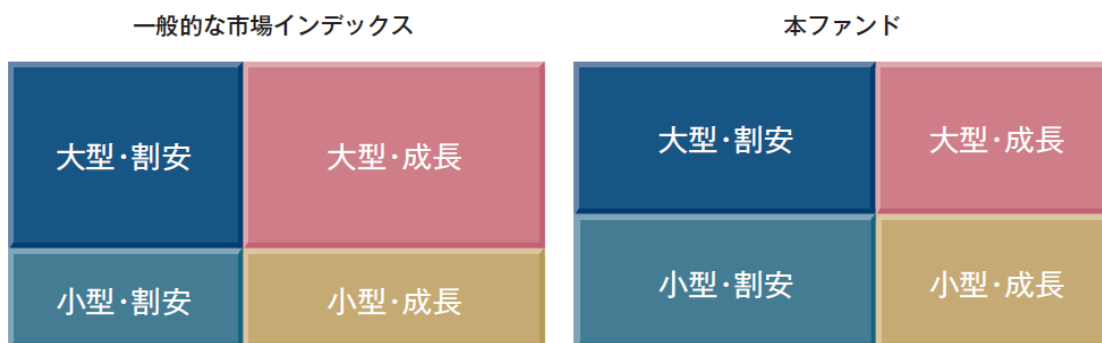 一般的な市場インデックス
本ファンド
大型･割安
大型･成長
小型･割安
小型･成長
大型･割安
大型･成長
小型･割安
小型･成長